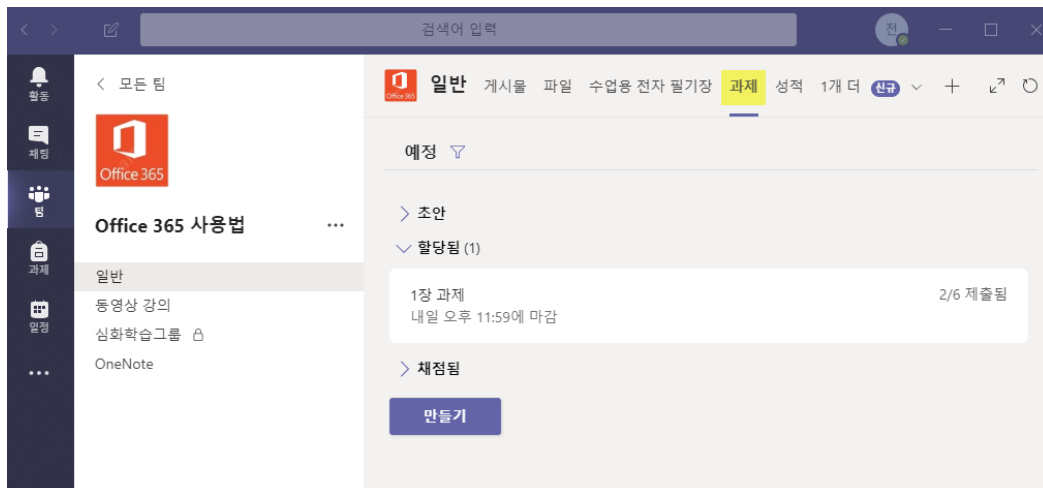 검색어 입력
전
활동
채팅
팀
과제
일정
모든 팀
Office 365
Office 365 사용법
일반
동영상 강의
심화학습그룹
OneNote
Office 365
일반 게시물 파일 수업용 전자 필기장 과제 성적 1개 더 신규
예정
초안
할당됨 (1)
1장 과제 2/6 제출됨
내일 오후 11:59에 마감
채점됨
만들기